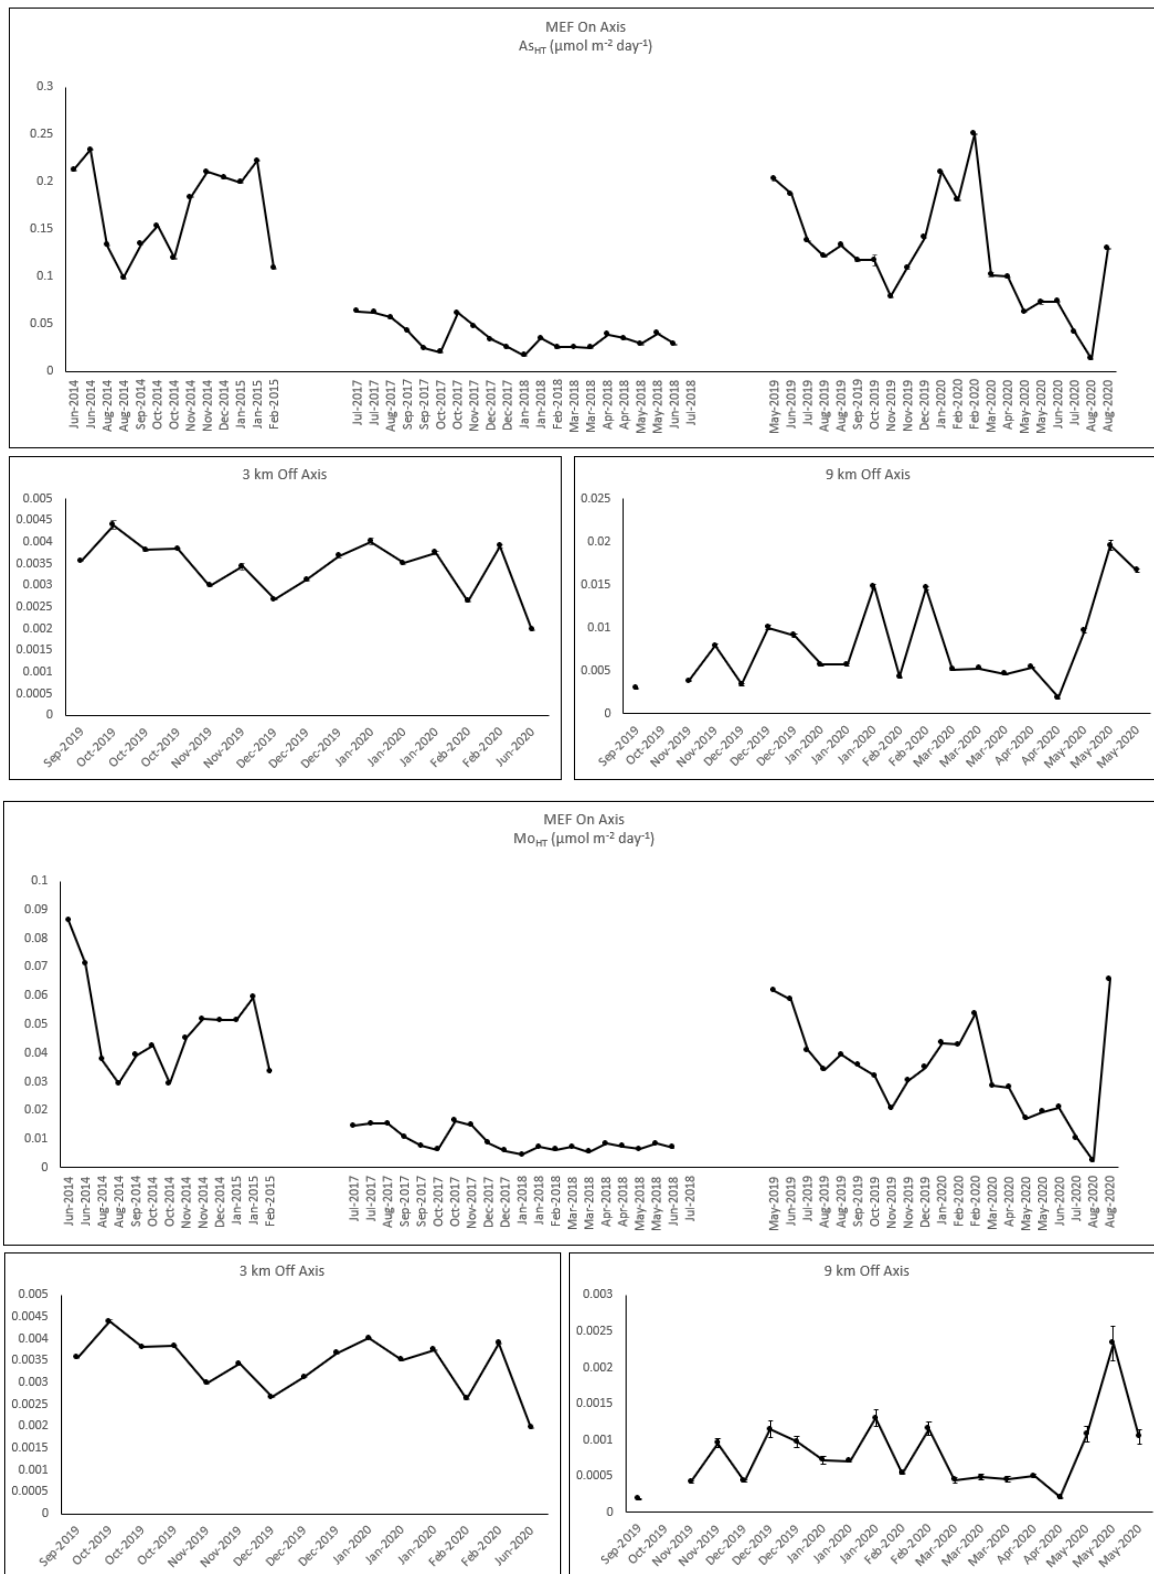 MEF On Axis
As_HT (μmol m⁻² day⁻¹)
0.3
0.25
0.2
0.15
0.1
0.05
0
Jun-2014
Jun-2014
Aug-2014
Aug-2014
Sep-2014
Oct-2014
Oct-2014
Nov-2014
Nov-2014
Dec-2014
Jan-2015
Jan-2015
Feb-2015
Jul-2017
Jul-2017
Aug-2017
Sep-2017
Sep-2017
Oct-2017
Oct-2017
Nov-2017
Dec-2017
Dec-2017
Jan-2018
Jan-2018
Feb-2018
Mar-2018
Mar-2018
Apr-2018
Apr-2018
May-2018
May-2018
Jun-2018
Jul-2018
May-2019
Jun-2019
Jul-2019
Aug-2019
Aug-2019
Sep-2019
Oct-2019
Nov-2019
Nov-2019
Dec-2019
Jan-2020
Feb-2020
Feb-2020
Mar-2020
Apr-2020
May-2020
May-2020
Jun-2020
Jul-2020
Aug-2020
Aug-2020
3 km Off Axis
0.005
0.0045
0.004
0.0035
0.003
0.0025
0.002
0.0015
0.001
0.0005
0
Sep-2019
Oct-2019
Oct-2019
Oct-2019
Nov-2019
Nov-2019
Dec-2019
Dec-2019
Dec-2019
Jan-2020
Jan-2020
Jan-2020
Feb-2020
Feb-2020
Jun-2020
9 km Off Axis
0.025
0.02
0.015
0.01
0.005
0
Sep-2019
Oct-2019
Nov-2019
Nov-2019
Dec-2019
Dec-2019
Dec-2019
Jan-2020
Jan-2020
Jan-2020
Feb-2020
Feb-2020
Mar-2020
Mar-2020
Mar-2020
Apr-2020
Apr-2020
May-2020
May-2020
May-2020
MEF On Axis
Mo_HT (μmol m⁻² day⁻¹)
0.1
0.09
0.08
0.07
0.06
0.05
0.04
0.03
0.02
0.01
0
Jun-2014
Jun-2014
Aug-2014
Aug-2014
Sep-2014
Oct-2014
Oct-2014
Nov-2014
Nov-2014
Dec-2014
Jan-2015
Jan-2015
Feb-2015
Jul-2017
Jul-2017
Aug-2017
Sep-2017
Sep-2017
Oct-2017
Oct-2017
Nov-2017
Dec-2017
Dec-2017
Jan-2018
Jan-2018
Feb-2018
Mar-2018
Mar-2018
Apr-2018
Apr-2018
May-2018
May-2018
Jun-2018
Jul-2018
May-2019
Jun-2019
Jul-2019
Aug-2019
Aug-2019
Sep-2019
Oct-2019
Nov-2019
Nov-2019
Dec-2019
Jan-2020
Feb-2020
Feb-2020
Mar-2020
Apr-2020
May-2020
May-2020
Jun-2020
Jul-2020
Aug-2020
Aug-2020
3 km Off Axis
0.005
0.0045
0.004
0.0035
0.003
0.0025
0.002
0.0015
0.001
0.0005
0
Sep-2019
Oct-2019
Oct-2019
Oct-2019
Nov-2019
Nov-2019
Dec-2019
Dec-2019
Dec-2019
Jan-2020
Jan-2020
Jan-2020
Feb-2020
Feb-2020
Jun-2020
9 km Off Axis
0.003
0.0025
0.002
0.0015
0.001
0.0005
0
Sep-2019
Oct-2019
Nov-2019
Nov-2019
Dec-2019
Dec-2019
Dec-2019
Jan-2020
Jan-2020
Jan-2020
Feb-2020
Feb-2020
Mar-2020
Mar-2020
Mar-2020
Apr-2020
Apr-2020
May-2020
May-2020
May-2020